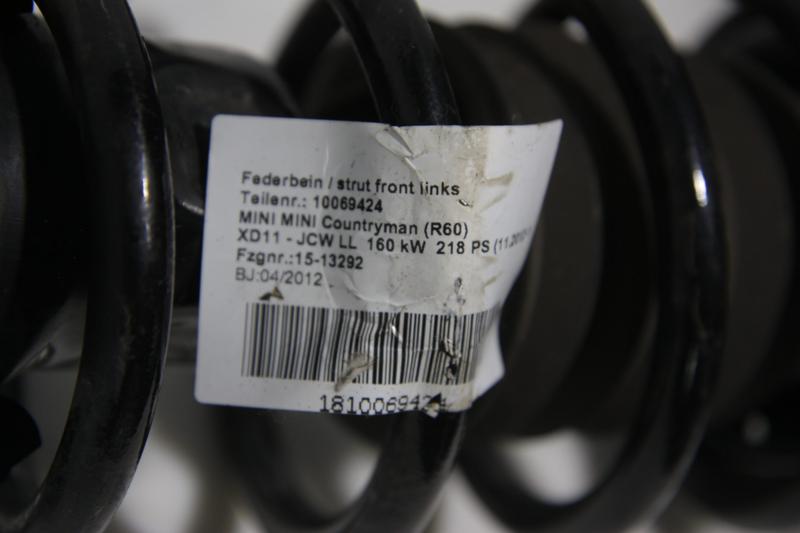 Federbein / strut front links
Teilenr.: 10069424
MINI MINI Countryman (R60)
XD11 - JCW LL 160 kW 218 PS
Fzgnr.:15-13292
BJ:04/2012
1810069424